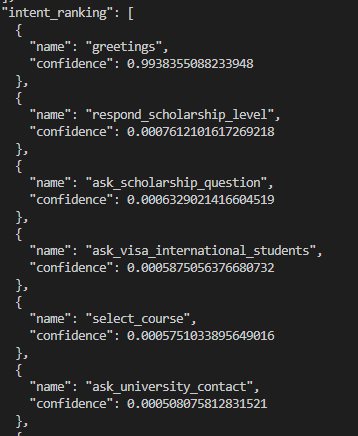 "intent_ranking": [
{
"name": "greetings",
"confidence": 0.9938355088233948
},
{
"name": "respond_scholarship_level",
"confidence": 0.0007612101617269218
},
{
"name": "ask_scholarship_question",
"confidence": 0.0006329021416604519
},
{
"name": "ask_visa_international_students",
"confidence": 0.0005875056376680732
},
{
"name": "select_course",
"confidence": 0.0005751033895649016
},
{
"name": "ask_university_contact",
"confidence": 0.000508075812831521
},